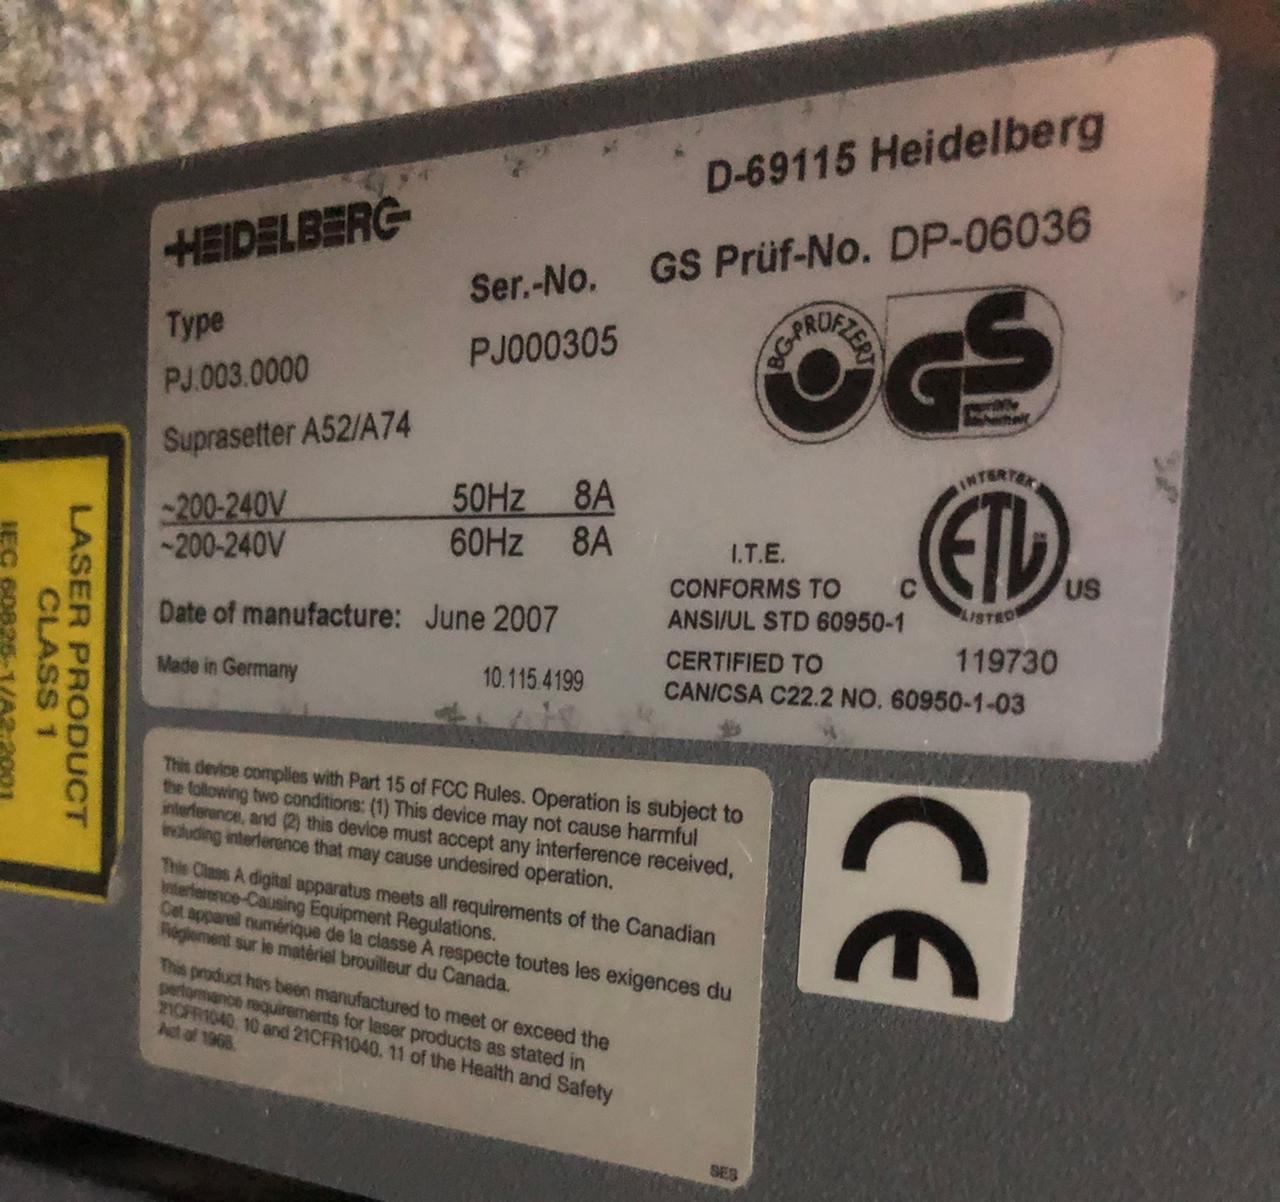 HEIDELBERG
D-69115 Heidelberg
Type
Ser.-No.
GS Prüf-No. DP-06036
PJ.003.0000
PJ000305
BG-PRÜFZERT
GS
geprüfte
Sicherheit
Suprasetter A52/A74
~200-240V 50Hz 8A
~200-240V 60Hz 8A
Date of manufacture: June 2007
Made in Germany
10.115.4199
I.T.E.
CONFORMS TO
ANSI/UL STD 60950-1
CERTIFIED TO
CAN/CSA C22.2 NO. 60950-1-03
INTERTEK
C ETL US
LISTED
119730
LASER PRODUCT
CLASS 1
IEC 60825-1/A2:2001
This device complies with Part 15 of FCC Rules. Operation is subject to
the following two conditions: (1) This device may not cause harmful
interference, and (2) this device must accept any interference received,
including interference that may cause undesired operation.
This Class A digital apparatus meets all requirements of the Canadian
Interference-Causing Equipment Regulations.
Cet appareil numérique de la classe A respecte toutes les exigences du
Règlement sur le matériel brouilleur du Canada.
This product has been manufactured to meet or exceed the
performance requirements for laser products as stated in
21CFR1040. 10 and 21CFR1040. 11 of the Health and Safety
Act of 1968.
SES
CE